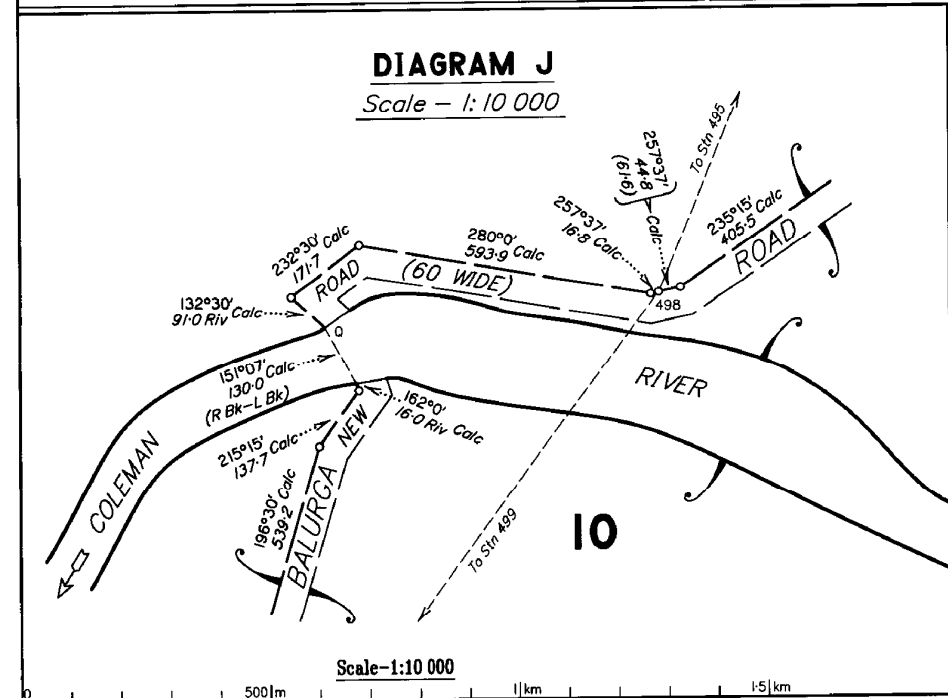 DIAGRAM J
Scale - 1:10 000
To Stn 495
257°37'
44·8
(61·6)
Calc
257°37'
16·8 Calc
235°15'
405·5 Calc
ROAD
232°30'
171·7 Calc
280°0'
593·9 Calc
ROAD
(60 WIDE)
498
132°30'
91·0 Riv Calc
Q
151°07'
130·0 Calc
(R Bk-L Bk)
RIVER
162°0'
16·0 Riv Calc
215°15'
137·7 Calc
NEW
COLEMAN
196°30'
539·2 Calc
BALURGA
To Stn 499
10
Scale-1:10 000
0
500 m
1 km
1·5 km